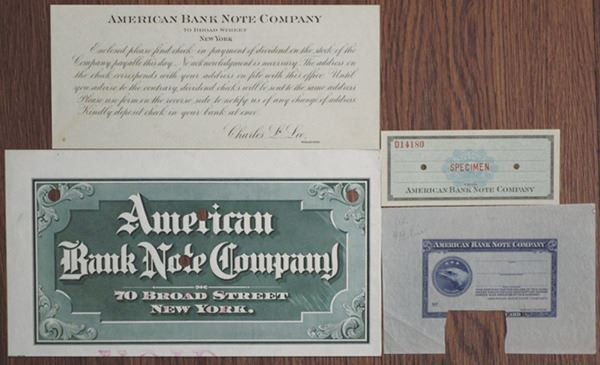 AMERICAN BANK NOTE COMPANY
70 BROAD STREET
NEW YORK
Enclosed please find check in payment of dividend on the stock of the
Company payable this day. No acknowledgment is necessary. The address on
the check corresponds with your address on file with this office. Until
you advise to the contrary, dividend checks will be sent to the same address.
Please use form on the reverse side to notify us of any change of address.
Kindly deposit check in your bank at once.
Charles L. Lee,
American
Bank Note Company
70 BROAD STREET
NEW YORK.
VOID
D14180
SPECIMEN
AMERICAN BANK NOTE COMPANY
AMERICAN BANK NOTE COMPANY